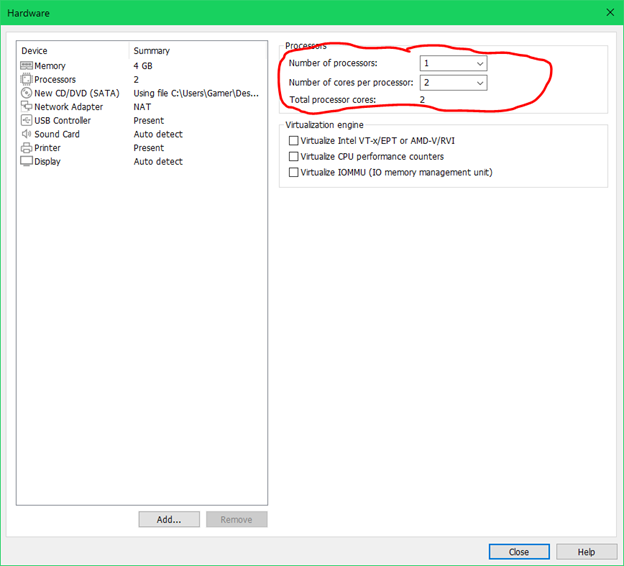 Hardware
Device Summary
Memory 4 GB
Processors 2
New CD/DVD (SATA) Using file C:\Users\Gamer\Des...
Network Adapter NAT
USB Controller Present
Sound Card Auto detect
Printer Present
Display Auto detect
Add... Remove
Processors
Number of processors: 1
Number of cores per processor: 2
Total processor cores: 2
Virtualization engine
Virtualize Intel VT-x/EPT or AMD-V/RVI
Virtualize CPU performance counters
Virtualize IOMMU (IO memory management unit)
Close Help